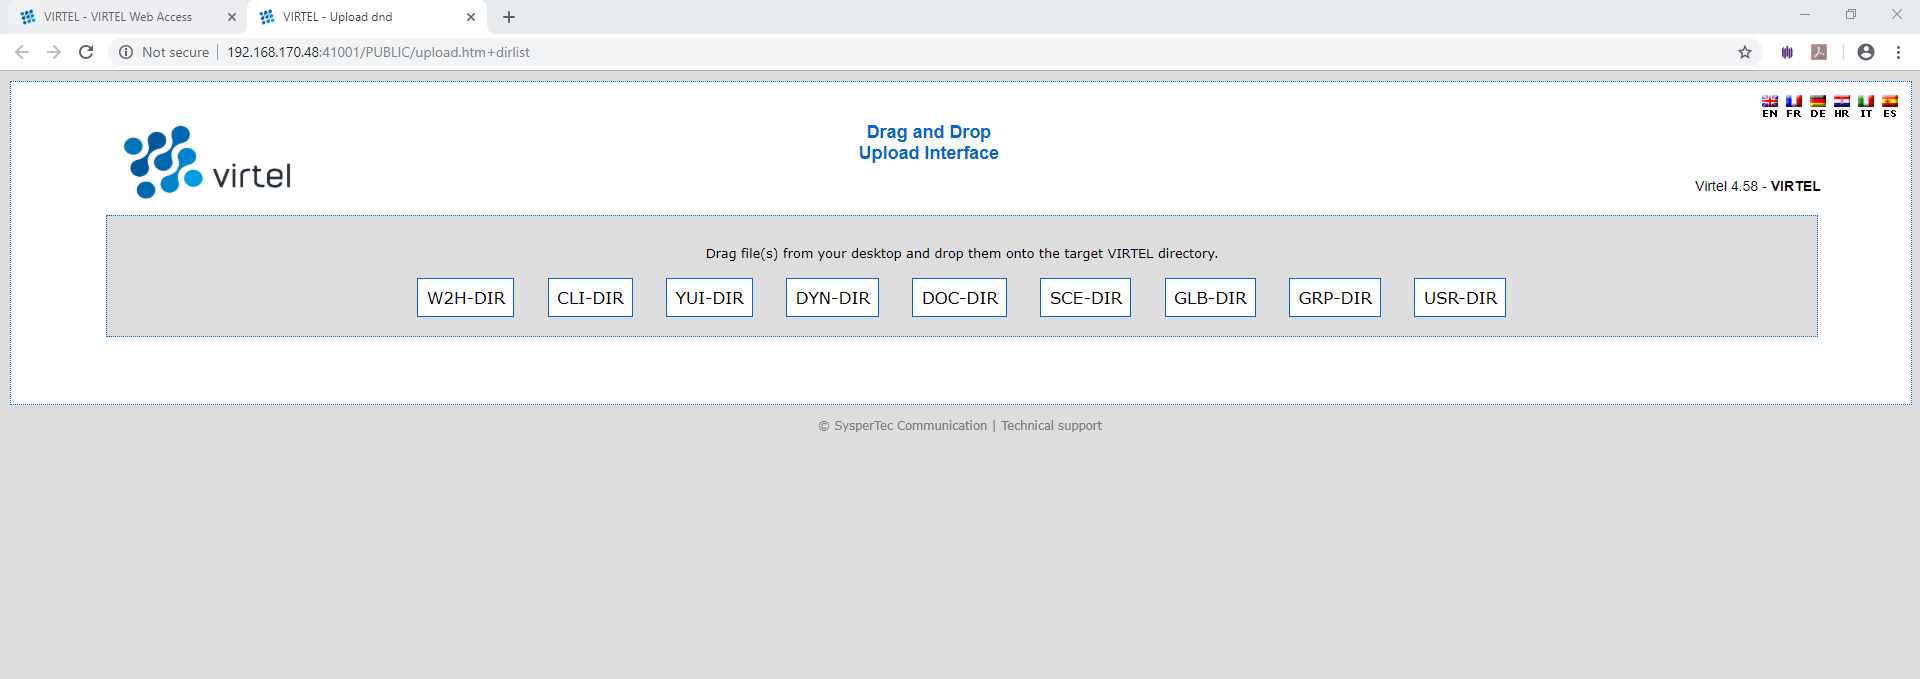 VIRTEL - VIRTEL Web Access
VIRTEL - Upload dnd
Not secure | 192.168.170.48:41001/PUBLIC/upload.htm+dirlist
EN FR DE HR IT ES
virtel
Drag and Drop
Upload Interface
Virtel 4.58 - VIRTEL
Drag file(s) from your desktop and drop them onto the target VIRTEL directory.
W2H-DIR CLI-DIR YUI-DIR DYN-DIR DOC-DIR SCE-DIR GLB-DIR GRP-DIR USR-DIR
© SysperTec Communication | Technical support